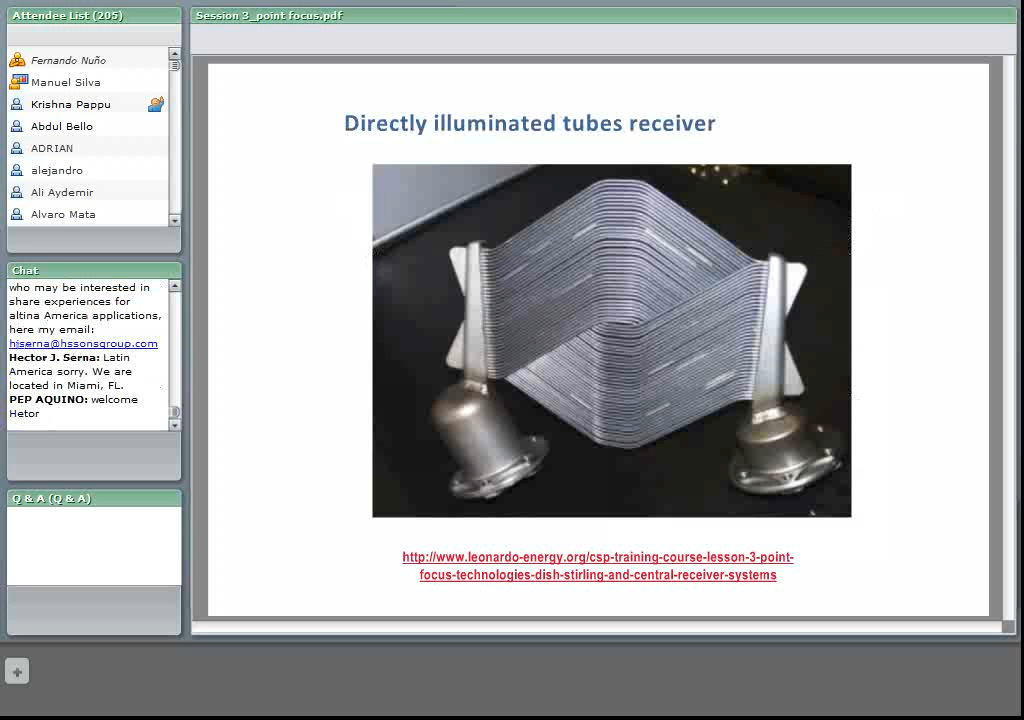 Attendee List (205)
Fernando Nuño
Manuel Silva
Krishna Pappu
Abdul Bello
ADRIAN
alejandro
Ali Aydemir
Alvaro Mata
Chat
who may be interested in
share experiences for
altina America applications,
here my email:
hjserna@hssonsgroup.com
Hector J. Serna: Latin
America sorry. We are
located in Miami, FL.
PEP AQUINO: welcome
Hetor
Q & A (Q & A)
Session 3_point focus.pdf
Directly illuminated tubes receiver
http://www.leonardo-energy.org/csp-training-course-lesson-3-point-
focus-technologies-dish-stirling-and-central-receiver-systems